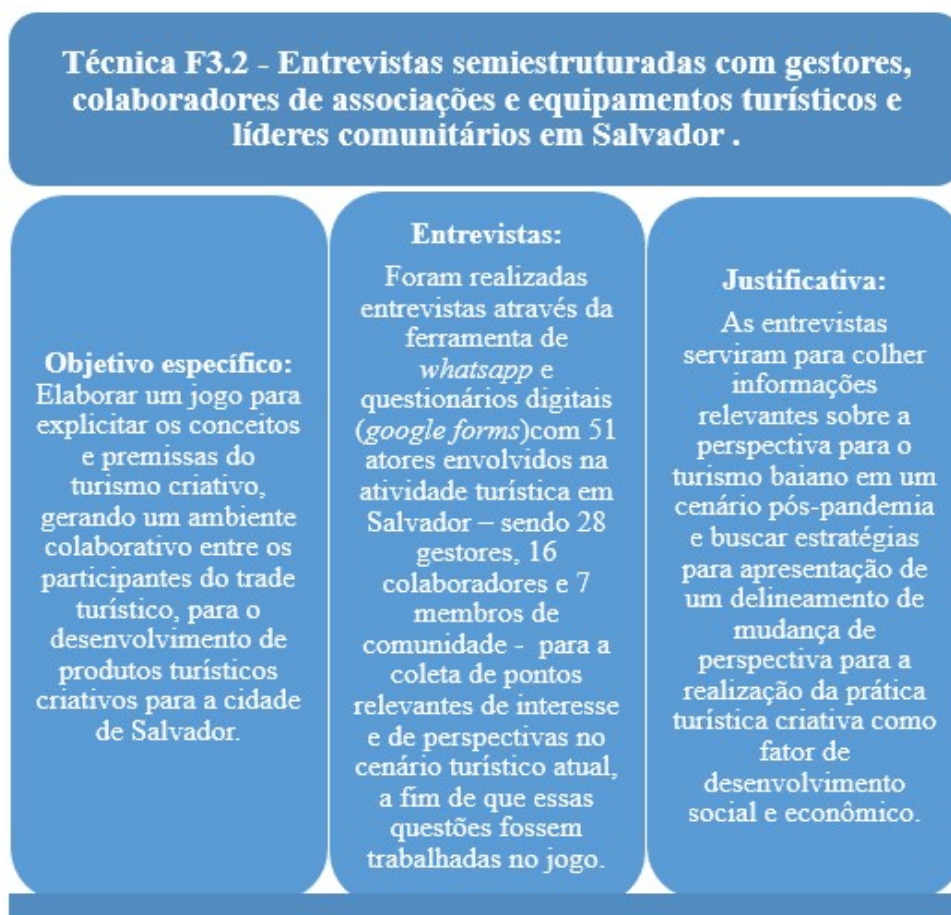 Técnica F3.2 - Entrevistas semiestruturadas com gestores,
colaboradores de associações e equipamentos turísticos e
líderes comunitários em Salvador .
Objetivo específico:
Elaborar um jogo para
explicitar os conceitos
e premissas do
turismo criativo,
gerando um ambiente
colaborativo entre os
participantes do trade
turístico, para o
desenvolvimento de
produtos turísticos
criativos para a cidade
de Salvador.
Entrevistas:
Foram realizadas
entrevistas através da
ferramenta de
whatsapp e
questionários digitais
(google forms)com 51
atores envolvidos na
atividade turística em
Salvador – sendo 28
gestores, 16
colaboradores e 7
membros de
comunidade - para a
coleta de pontos
relevantes de interesse
e de perspectivas no
cenário turístico atual,
a fim de que essas
questões fossem
trabalhadas no jogo.
Justificativa:
As entrevistas
serviram para colher
informações
relevantes sobre a
perspectiva para o
turismo baiano em um
cenário pós-pandemia
e buscar estratégias
para apresentação de
um delineamento de
mudança de
perspectiva para a
realização da prática
turística criativa como
fator de
desenvolvimento
social e econômico.